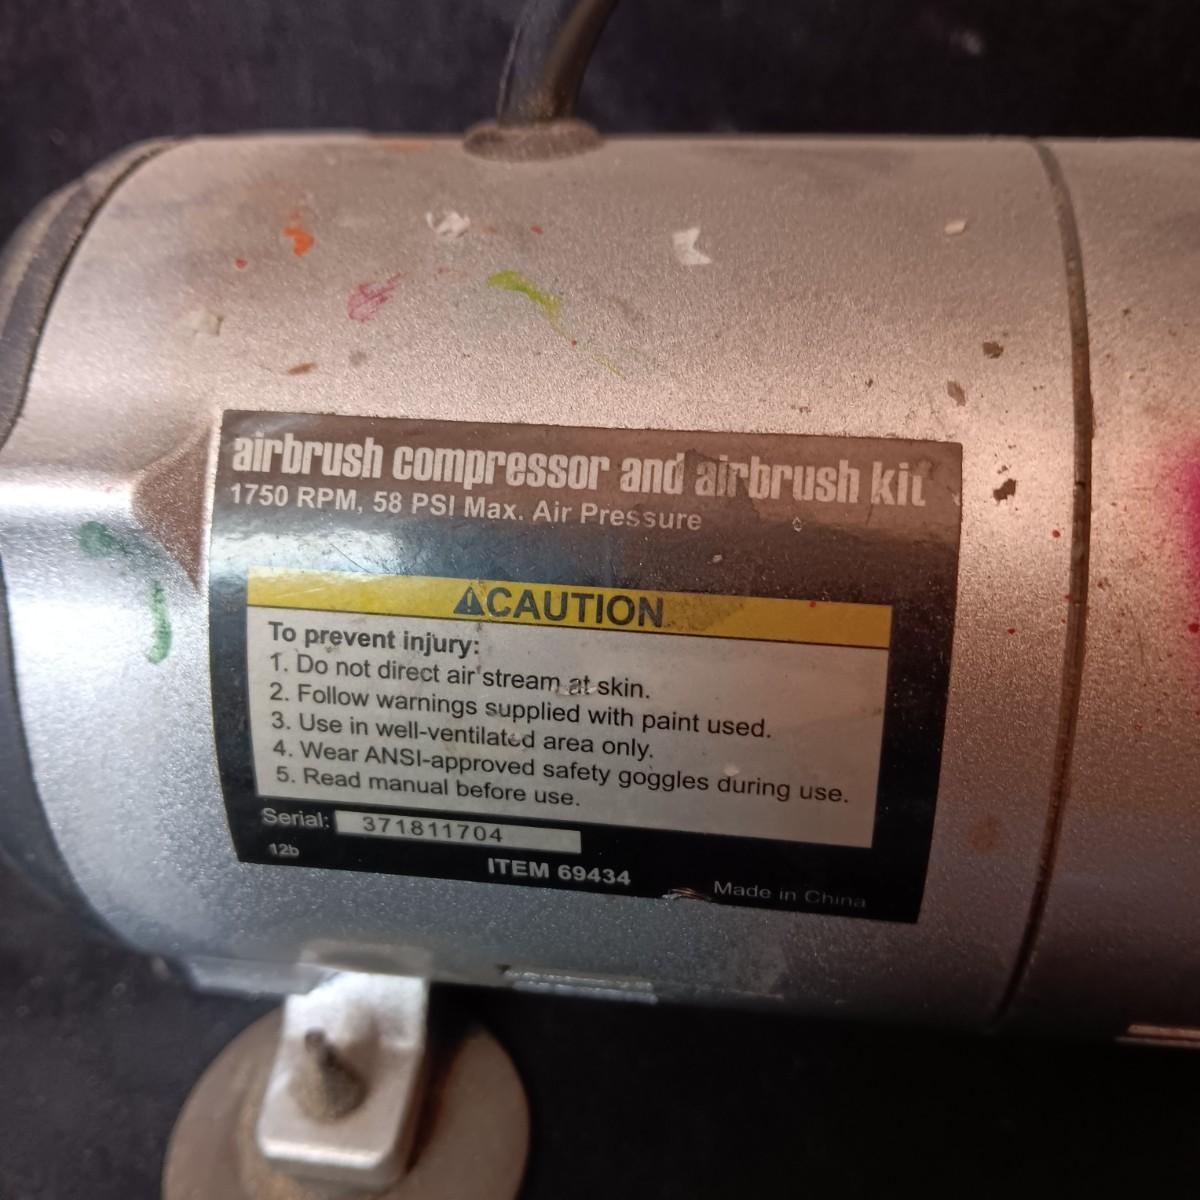 airbrush compressor and airbrush kit
1750 RPM, 58 PSI Max. Air Pressure
⚠CAUTION
To prevent injury:
1. Do not direct air stream at skin.
2. Follow warnings supplied with paint used.
3. Use in well-ventilated area only.
4. Wear ANSI-approved safety goggles during use.
5. Read manual before use.
Serial: 371811704
12b
ITEM 69434
Made in China